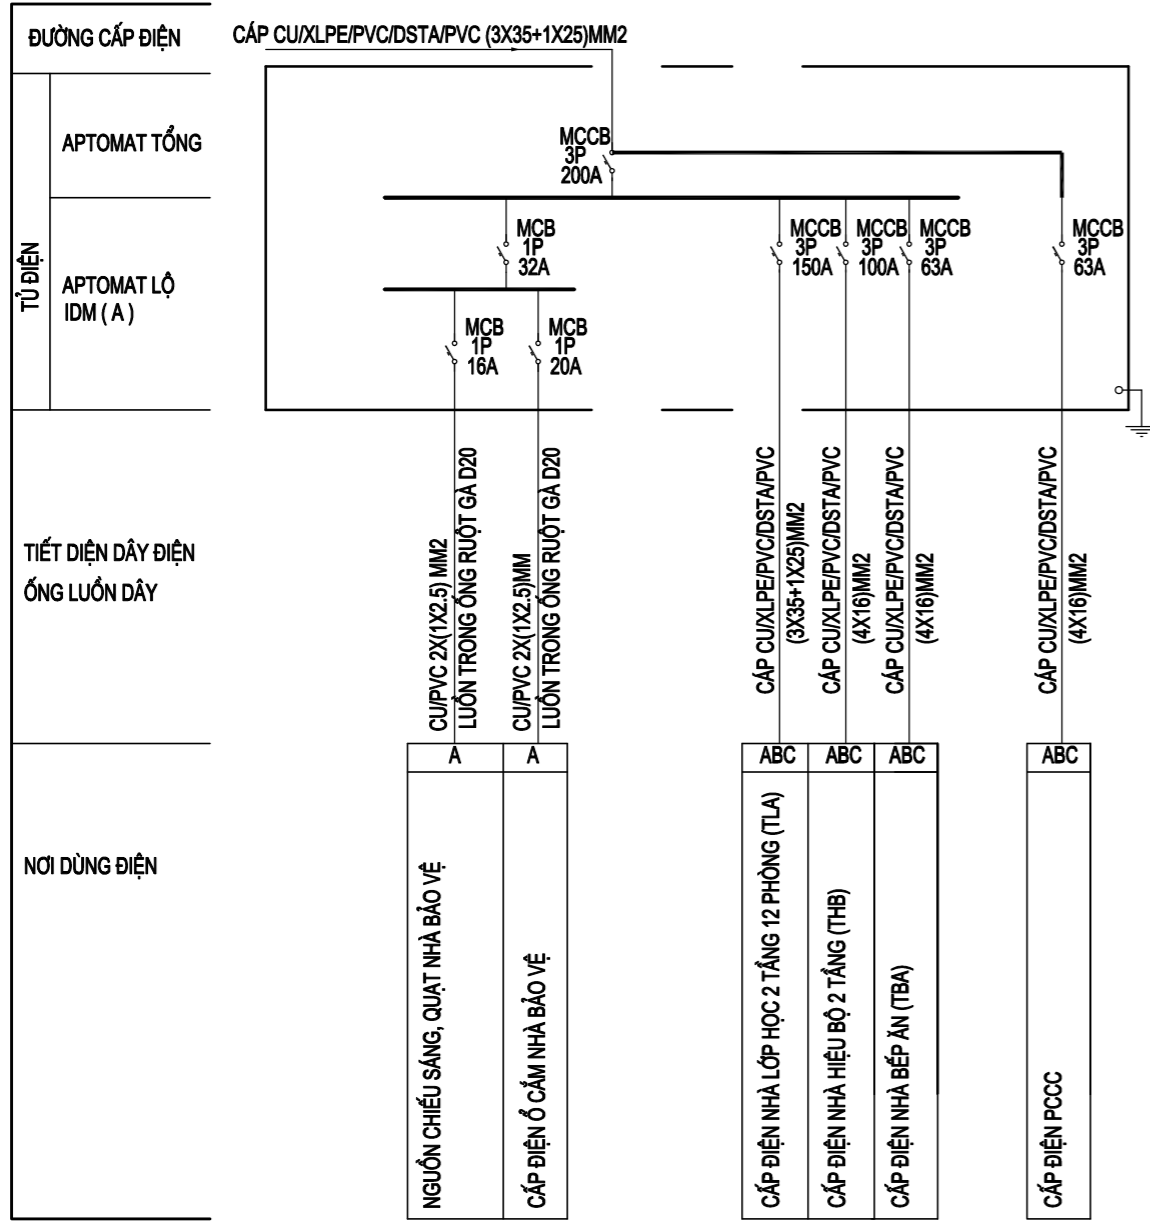 ĐƯỜNG CẤP ĐIỆN
CÁP CU/XLPE/PVC/DSTA/PVC (3X35+1X25)MM2
TỦ ĐIỆN
APTOMAT TỔNG
MCCB
3P
200A
APTOMAT LỘ
IDM ( A )
MCB
1P
32A
MCCB
3P
150A
MCCB
3P
100A
MCCB
3P
63A
MCCB
3P
63A
MCB
1P
16A
MCB
1P
20A
TIẾT DIỆN DÂY ĐIỆN
ỐNG LUỒN DÂY
CU/PVC 2X(1X2.5) MM2
LUỒN TRONG ỐNG RUỘT GÀ D20
CU/PVC 2X(1X2.5)MM
LUỒN TRONG ỐNG RUỘT GÀ D20
CÁP CU/XLPE/PVC/DSTA/PVC
(3X35+1X25)MM2
CÁP CU/XLPE/PVC/DSTA/PVC
(4X16)MM2
CÁP CU/XLPE/PVC/DSTA/PVC
(4X16)MM2
CÁP CU/XLPE/PVC/DSTA/PVC
(4X16)MM2
NƠI DÙNG ĐIỆN
A
A
ABC
ABC
ABC
ABC
NGUỒN CHIẾU SÁNG, QUẠT NHÀ BẢO VỆ
CẤP ĐIỆN Ổ CẮM NHÀ BẢO VỆ
CẤP ĐIỆN NHÀ LỚP HỌC 2 TẦNG 12 PHÒNG (TLA)
CẤP ĐIỆN NHÀ HIỆU BỘ 2 TẦNG (THB)
CẤP ĐIỆN NHÀ BẾP ĂN (TBA)
CẤP ĐIỆN PCCC